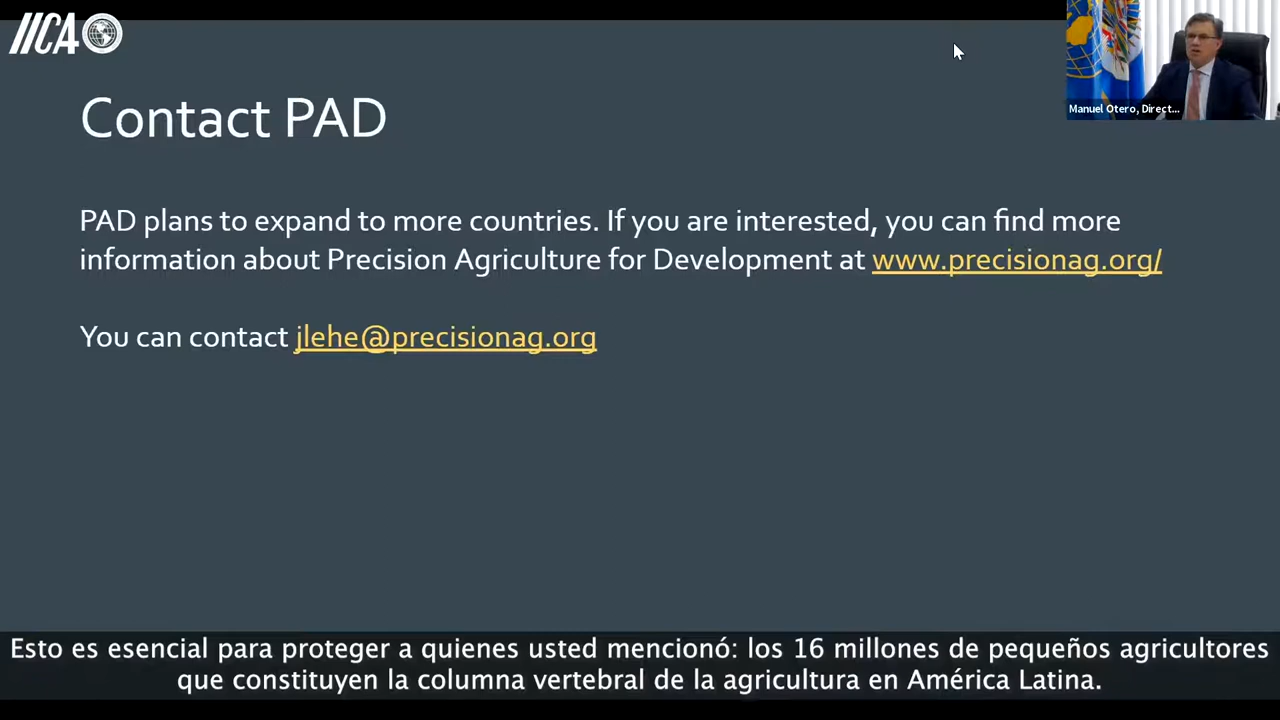 IICA
Manuel Otero, Direct...
Contact PAD
PAD plans to expand to more countries. If you are interested, you can find more
information about Precision Agriculture for Development at www.precisionag.org/
You can contact jlehe@precisionag.org
Esto es esencial para proteger a quienes usted mencionó: los 16 millones de pequeños agricultores
que constituyen la columna vertebral de la agricultura en América Latina.